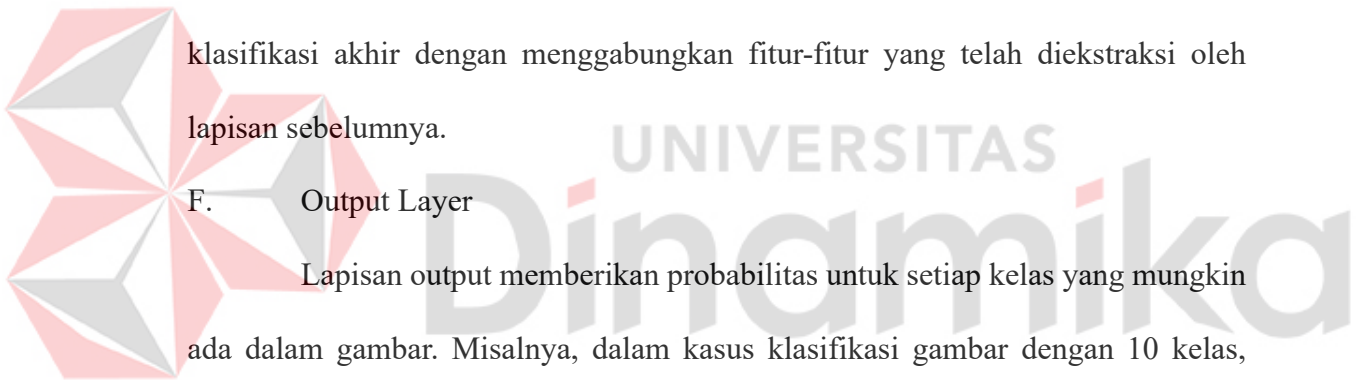 klasifikasi akhir dengan menggabungkan fitur-fitur yang telah diekstraksi oleh
lapisan sebelumnya.
UNIVERSITAS
Dinamika
F. Output Layer
Lapisan output memberikan probabilitas untuk setiap kelas yang mungkin
ada dalam gambar. Misalnya, dalam kasus klasifikasi gambar dengan 10 kelas,